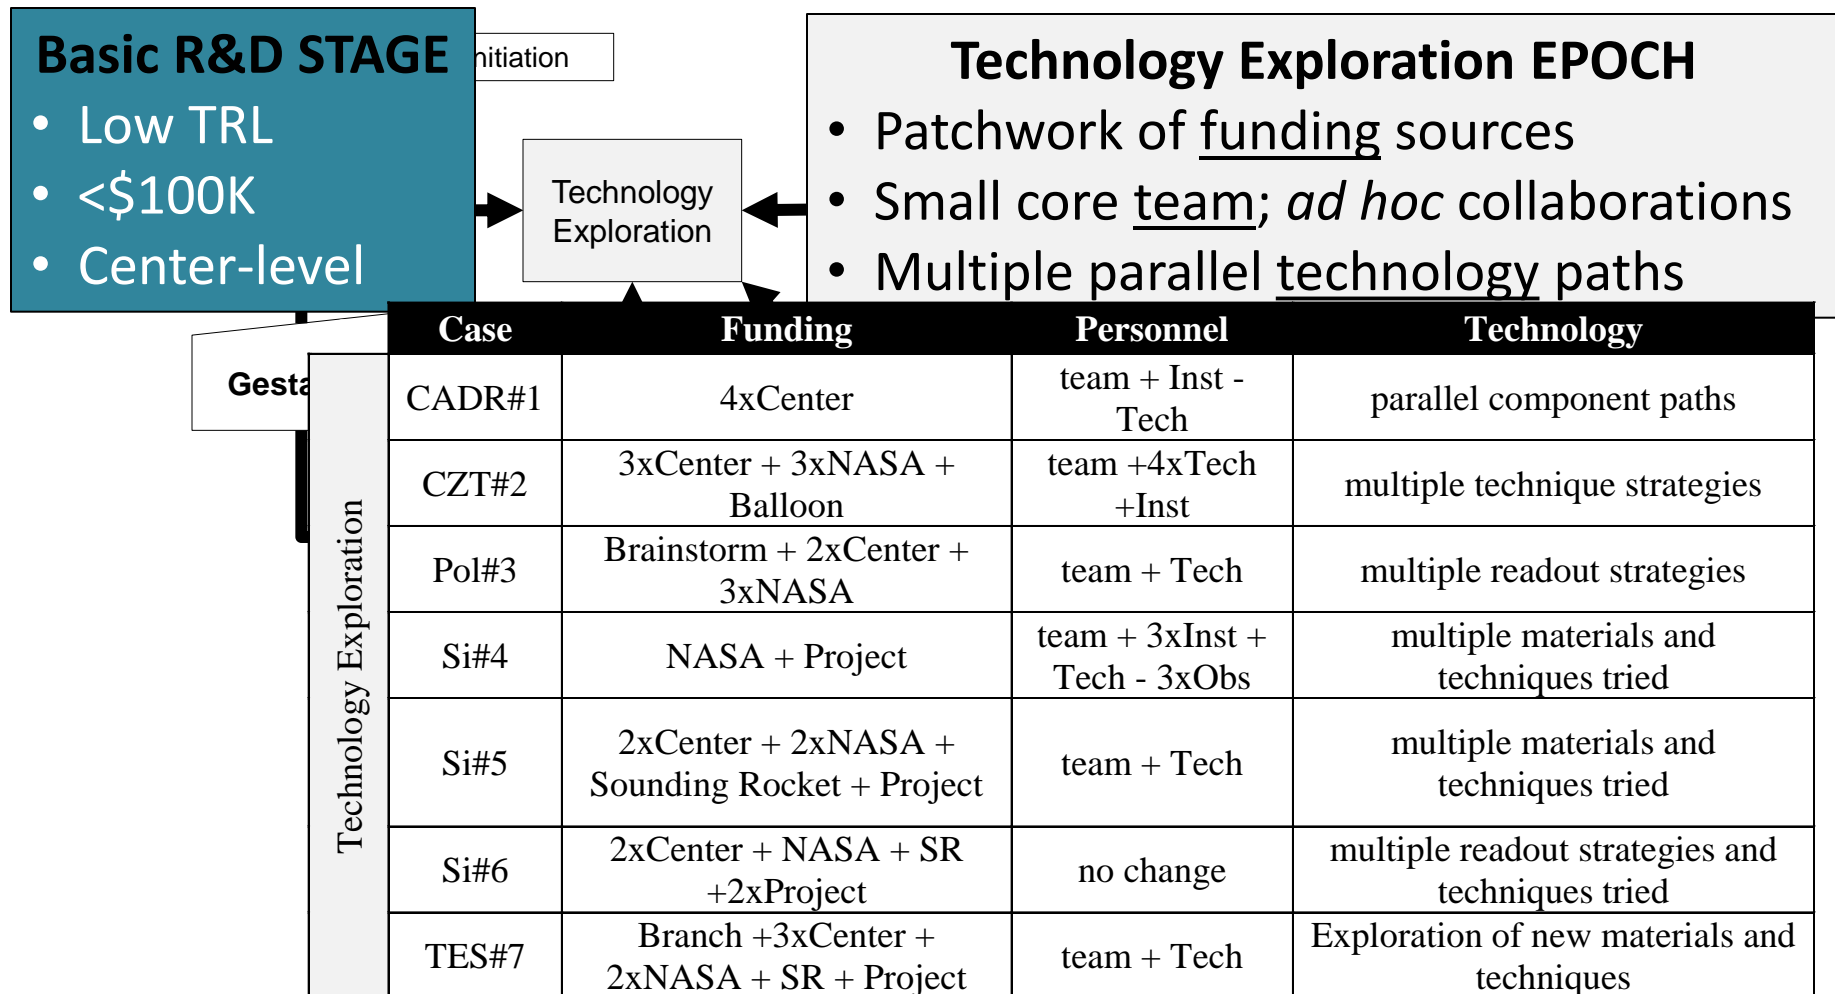 Basic R&D STAGE
• Low TRL
• <$100K
• Center-level
nitiation
Technology
Exploration
Technology Exploration EPOCH
• Patchwork of funding sources
• Small core team; ad hoc collaborations
• Multiple parallel technology paths
Gesta
Technology Exploration
Case Funding Personnel Technology
CADR#1 4xCenter team + Inst - parallel component paths
Tech
CZT#2 3xCenter + 3xNASA + team +4xTech multiple technique strategies
Balloon +Inst
Pol#3 Brainstorm + 2xCenter + team + Tech multiple readout strategies
3xNASA
Si#4 NASA + Project team + 3xInst + multiple materials and
Tech - 3xObs techniques tried
Si#5 2xCenter + 2xNASA + team + Tech multiple materials and
Sounding Rocket + Project techniques tried
Si#6 2xCenter + NASA + SR no change multiple readout strategies and
+2xProject techniques tried
TES#7 Branch +3xCenter + team + Tech Exploration of new materials and
2xNASA + SR + Project techniques